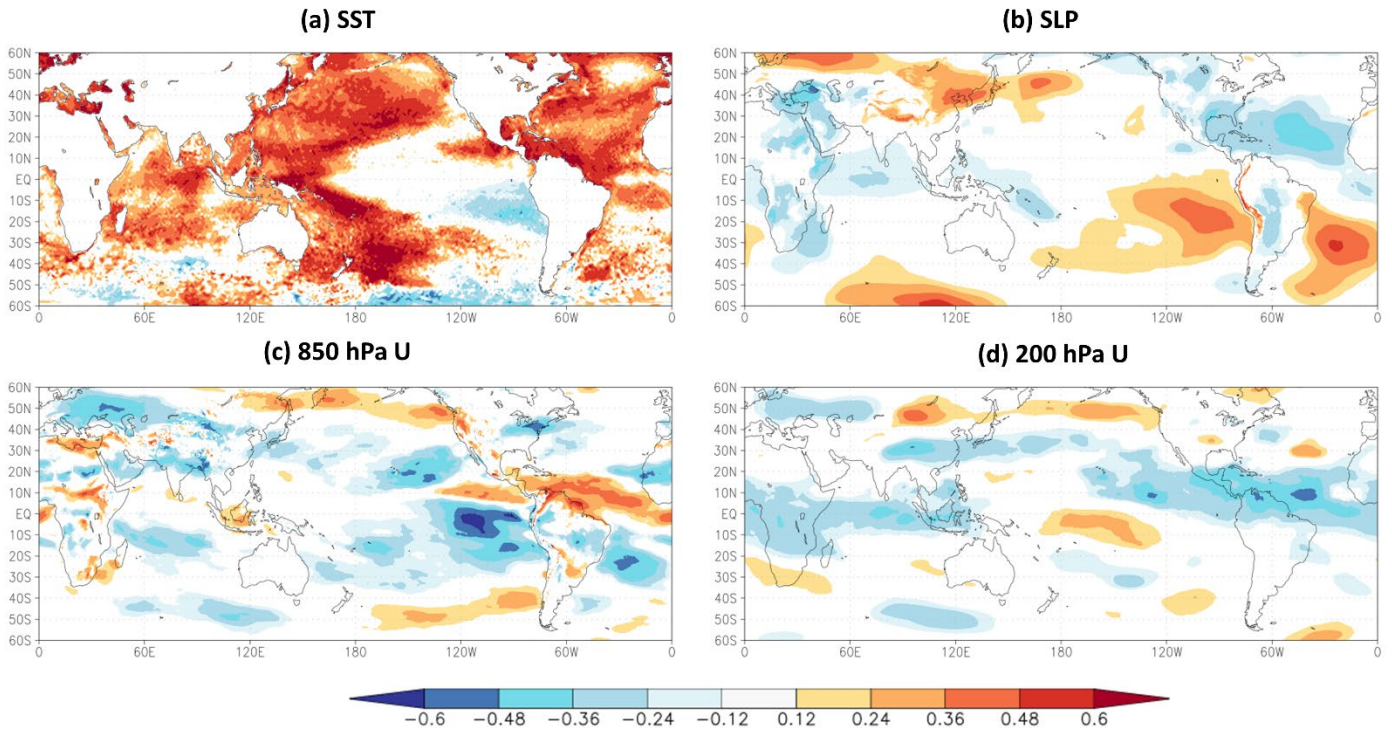 (a) SST
(b) SLP
60N
50N
40N
30N
20N
10N
EQ
10S
20S
30S
40S
50S
60S
0 60E 120E 180 120W 60W 0
60N
50N
40N
30N
20N
10N
EQ
10S
20S
30S
40S
50S
60S
0 60E 120E 180 120W 60W 0
(c) 850 hPa U
(d) 200 hPa U
60N
50N
40N
30N
20N
10N
EQ
10S
20S
30S
40S
50S
60S
0 60E 120E 180 120W 60W 0
60N
50N
40N
30N
20N
10N
EQ
10S
20S
30S
40S
50S
60S
0 60E 120E 180 120W 60W 0
−0.6 −0.48 −0.36 −0.24 −0.12 0.12 0.24 0.36 0.48 0.6